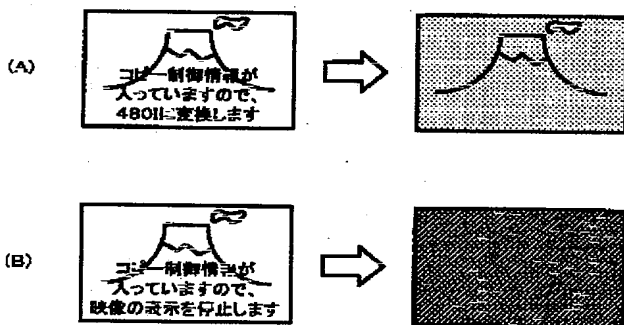 (A)
コピー制御情報が
入っていますので、
480Iに変換します
(B)
コピー制御情報が
入っていますので、
映像の表示を停止します